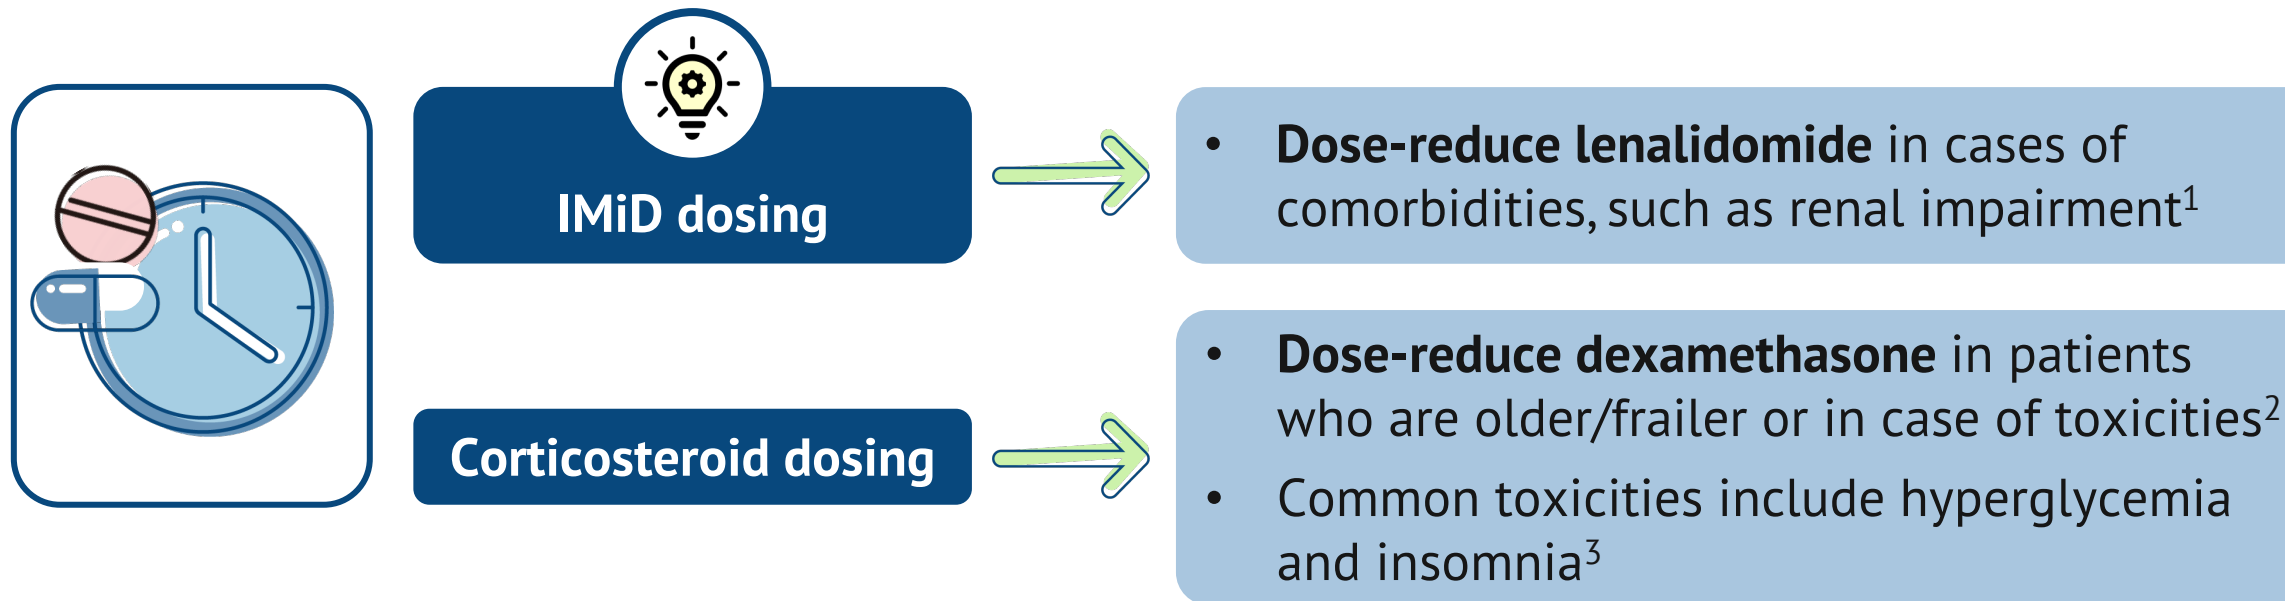 IMiD dosing
• Dose-reduce lenalidomide in cases of
comorbidities, such as renal impairment¹
Corticosteroid dosing
• Dose-reduce dexamethasone in patients
who are older/frailer or in case of toxicities²
• Common toxicities include hyperglycemia
and insomnia³